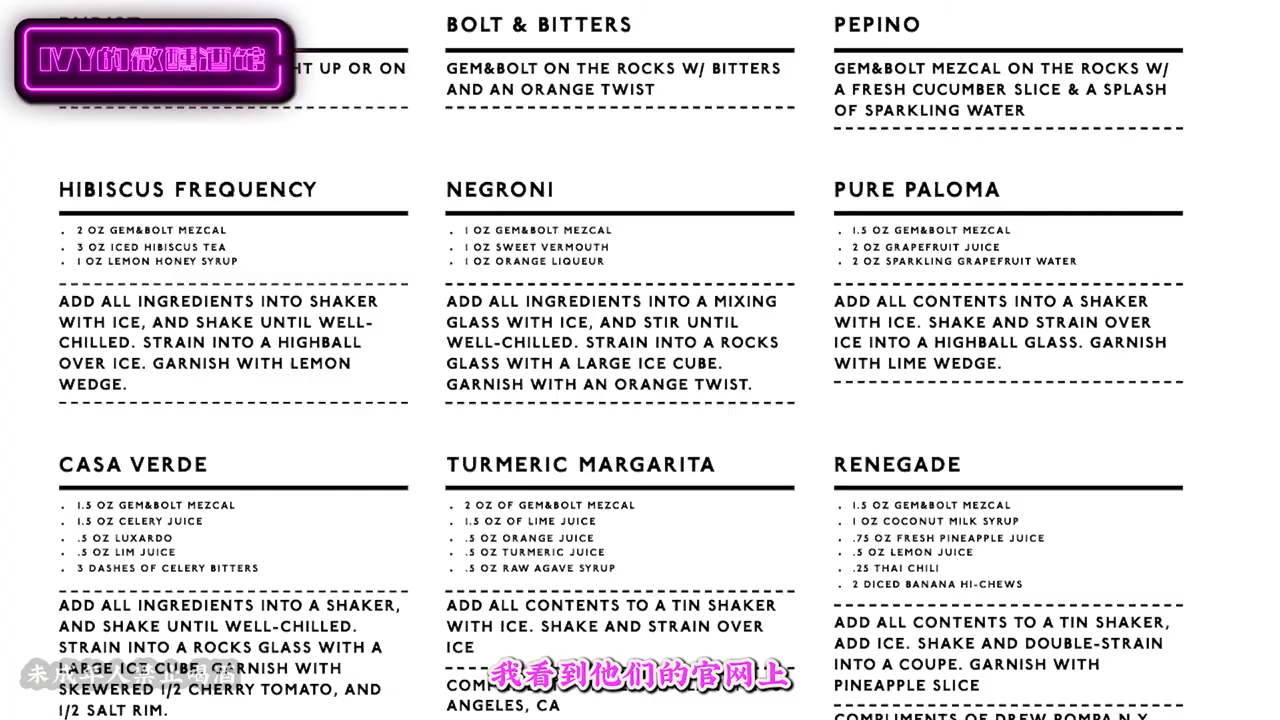 IVY的微醺酒馆
HT UP OR ON
BOLT & BITTERS
GEM&BOLT ON THE ROCKS W/ BITTERS
AND AN ORANGE TWIST
PEPINO
GEM&BOLT MEZCAL ON THE ROCKS W/
A FRESH CUCUMBER SLICE & A SPLASH
OF SPARKLING WATER
HIBISCUS FREQUENCY
. 2 OZ GEM&BOLT MEZCAL
. 3 OZ ICED HIBISCUS TEA
. 1 OZ LEMON HONEY SYRUP
ADD ALL INGREDIENTS INTO SHAKER
WITH ICE, AND SHAKE UNTIL WELL-
CHILLED. STRAIN INTO A HIGHBALL
OVER ICE. GARNISH WITH LEMON
WEDGE.
NEGRONI
. 1 OZ GEM&BOLT MEZCAL
. 1 OZ SWEET VERMOUTH
. 1 OZ ORANGE LIQUEUR
ADD ALL INGREDIENTS INTO A MIXING
GLASS WITH ICE, AND STIR UNTIL
WELL-CHILLED. STRAIN INTO A ROCKS
GLASS WITH A LARGE ICE CUBE.
GARNISH WITH AN ORANGE TWIST.
PURE PALOMA
. 1.5 OZ GEM&BOLT MEZCAL
. 2 OZ GRAPEFRUIT JUICE
. 2 OZ SPARKLING GRAPEFRUIT WATER
ADD ALL CONTENTS INTO A SHAKER
WITH ICE. SHAKE AND STRAIN OVER
ICE INTO A HIGHBALL GLASS. GARNISH
WITH LIME WEDGE.
CASA VERDE
. 1.5 OZ GEM&BOLT MEZCAL
. 1.5 OZ CELERY JUICE
. .5 OZ LUXARDO
. .5 OZ LIM JUICE
. 3 DASHES OF CELERY BITTERS
ADD ALL INGREDIENTS INTO A SHAKER,
AND SHAKE UNTIL WELL-CHILLED.
STRAIN INTO A ROCKS GLASS WITH A
LARGE ICE CUBE. GARNISH WITH
SKEWERED 1/2 CHERRY TOMATO, AND
1/2 SALT RIM.
未成年人禁止喝酒
TURMERIC MARGARITA
. 2 OZ OF GEM&BOLT MEZCAL
. 1.5 OZ OF LIME JUICE
. .5 OZ ORANGE JUICE
. .5 OZ TURMERIC JUICE
. .5 OZ RAW AGAVE SYRUP
ADD ALL CONTENTS TO A TIN SHAKER
WITH ICE. SHAKE AND STRAIN OVER
ICE
ANGELES, CA
RENEGADE
. 1.5 OZ GEM&BOLT MEZCAL
. 1 OZ COCONUT MILK SYRUP
. .75 OZ FRESH PINEAPPLE JUICE
. .5 OZ LEMON JUICE
. .25 THAI CHILI
. 2 DICED BANANA HI-CHEWS
ADD ALL CONTENTS TO A TIN SHAKER,
ADD ICE. SHAKE AND DOUBLE-STRAIN
INTO A COUPE. GARNISH WITH
PINEAPPLE SLICE
COMPLIMENTS OF DREW POMPA N.Y.
我看到他们的官网上